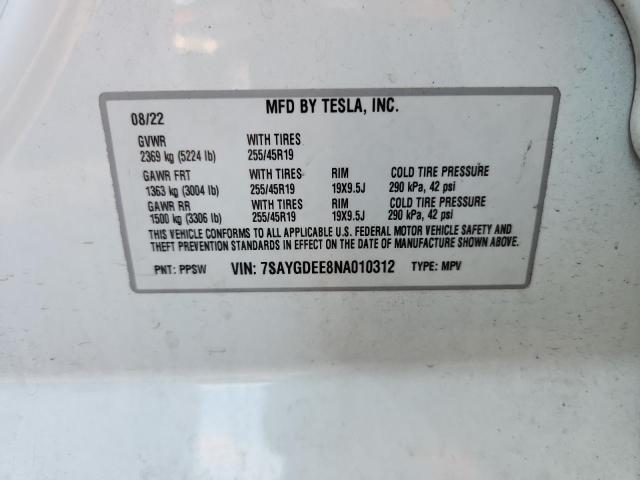 MFD BY TESLA, INC.
08/22
GVWR WITH TIRES
2369 kg (5224 lb) 255/45R19
GAWR FRT WITH TIRES RIM COLD TIRE PRESSURE
1363 kg (3004 lb) 255/45R19 19X9.5J 290 kPa, 42 psi
GAWR RR WITH TIRES RIM COLD TIRE PRESSURE
1500 kg (3306 lb) 255/45R19 19X9.5J 290 kPa, 42 psi
THIS VEHICLE CONFORMS TO ALL APPLICABLE U.S. FEDERAL MOTOR VEHICLE SAFETY AND
THEFT PREVENTION STANDARDS IN EFFECT ON THE DATE OF MANUFACTURE SHOWN ABOVE.
PNT: PPSW VIN: 7SAYGDEE8NA010312 TYPE: MPV